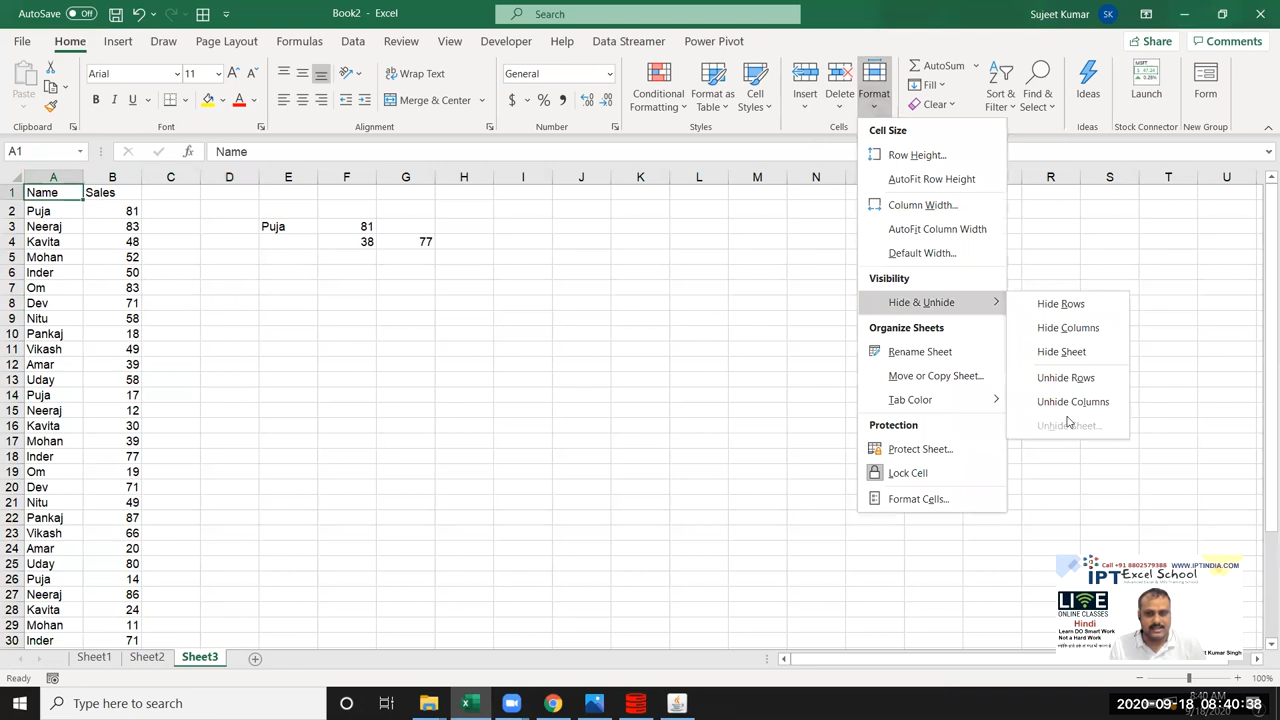 AutoSave Off Book2 - Excel Search Sujeet Kumar SK
File Home Insert Draw Page Layout Formulas Data Review View Developer Help Data Streamer Power Pivot Share Comments
Arial 11 Wrap Text General AutoSum
Fill
Paste B I U Merge & Center $ % Conditional Formatting Format as Table Cell Styles Insert Delete Format Clear Sort & Filter Find & Select Ideas Launch Form
Clipboard Font Alignment Number Styles Cells Ideas Stock Connector New Group
A1 fx Name
A B C D E F G H I J K L M N R S T U
1 Name Sales
2 Puja 81
3 Neeraj 83 Puja 81
4 Kavita 48 38 77
5 Mohan 52
6 Inder 50
7 Om 83
8 Dev 71
9 Nitu 58
10 Pankaj 18
11 Vikash 49
12 Amar 39
13 Uday 58
14 Puja 17
15 Neeraj 12
16 Kavita 30
17 Mohan 39
18 Inder 77
19 Om 19
20 Dev 71
21 Nitu 49
22 Pankaj 87
23 Vikash 66
24 Amar 20
25 Uday 80
26 Puja 14
27 Neeraj 86
28 Kavita 24
29 Mohan 11
30 Inder 71
Cell Size
Row Height...
AutoFit Row Height
Column Width...
AutoFit Column Width
Default Width...
Visibility
Hide & Unhide
Organize Sheets
Rename Sheet
Move or Copy Sheet...
Tab Color
Protection
Protect Sheet...
Lock Cell
Format Cells...
Hide Rows
Hide Columns
Hide Sheet
Unhide Rows
Unhide Columns
Unhide Sheet...
Call +91 8802579388 WWW.IPTINDIA.COM
IPT Excel School
LIVE
ONLINE CLASSES
Hindi
Learn DO Smart Work
Not a Hard Work
Kumar Singh
Sheet1 Sheet2 Sheet3
Ready 100%
Type here to search
8:40 AM
2020-09-18 08:40:38
9/18/2020